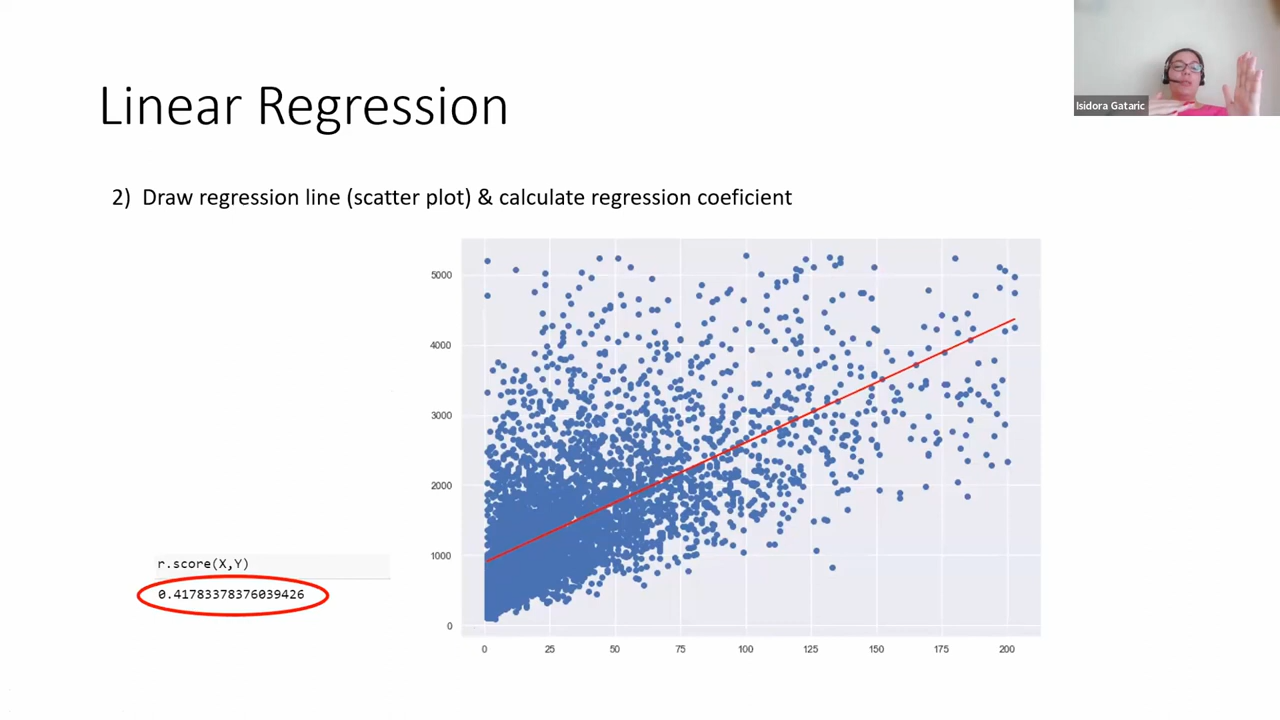 Isidora Gataric
Linear Regression
2) Draw regression line (scatter plot) & calculate regression coeficient
5000
4000
3000
2000
1000
0
0 25 50 75 100 125 150 175 200
r.score(X,Y)
0.41783378376039426